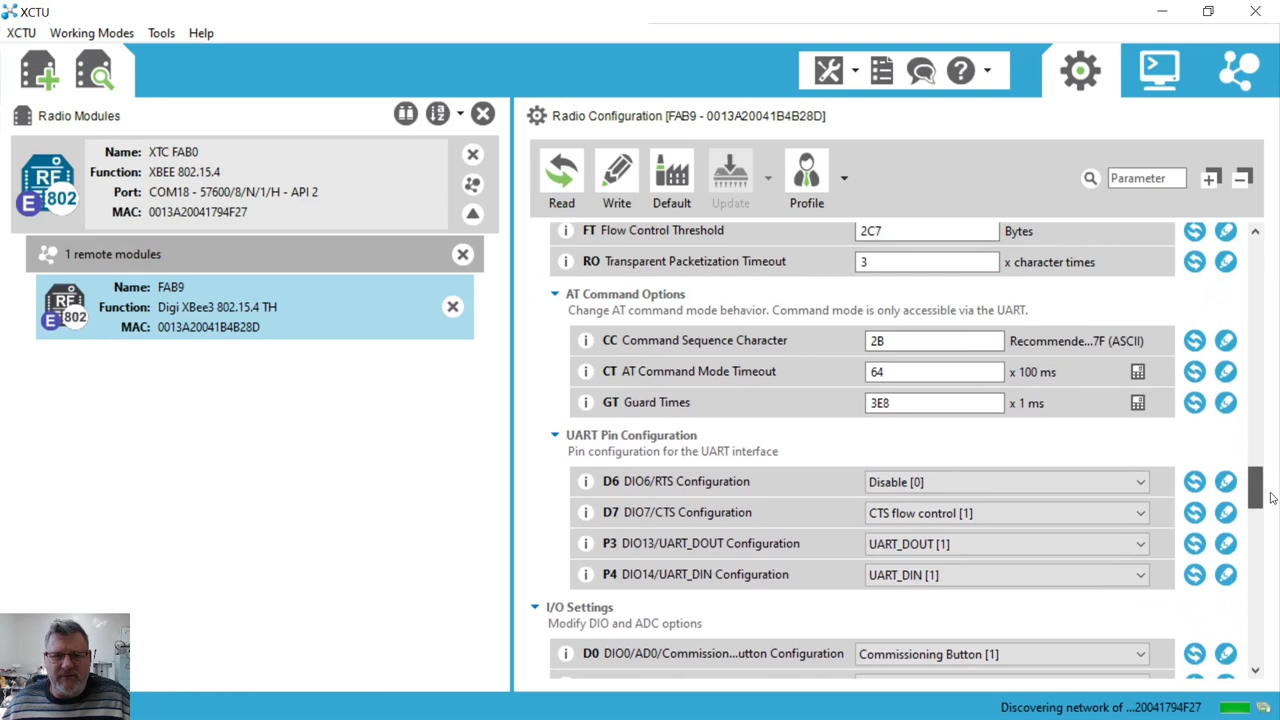 XCTU
XCTU Working Modes Tools Help
Radio Modules
Radio Configuration [FAB9 - 0013A20041B4B28D]
Name: XTC FAB0
Function: XBEE 802.15.4
Port: COM18 - 57600/8/N/1/H - API 2
MAC: 0013A20041794F27
RF
E 802
1 remote modules
Name: FAB9
Function: Digi XBee3 802.15.4 TH
MAC: 0013A20041B4B28D
RF
E 802
Read Write Default Update Profile Parameter
FT Flow Control Threshold 2C7 Bytes
RO Transparent Packetization Timeout 3 x character times
AT Command Options
Change AT command mode behavior. Command mode is only accessible via the UART.
CC Command Sequence Character 2B Recommende...7F (ASCII)
CT AT Command Mode Timeout 64 x 100 ms
GT Guard Times 3E8 x 1 ms
UART Pin Configuration
Pin configuration for the UART interface
D6 DIO6/RTS Configuration Disable [0]
D7 DIO7/CTS Configuration CTS flow control [1]
P3 DIO13/UART_DOUT Configuration UART_DOUT [1]
P4 DIO14/UART_DIN Configuration UART_DIN [1]
I/O Settings
Modify DIO and ADC options
D0 DIO0/AD0/Commission...utton Configuration Commissioning Button [1]
Discovering network of ...20041794F27